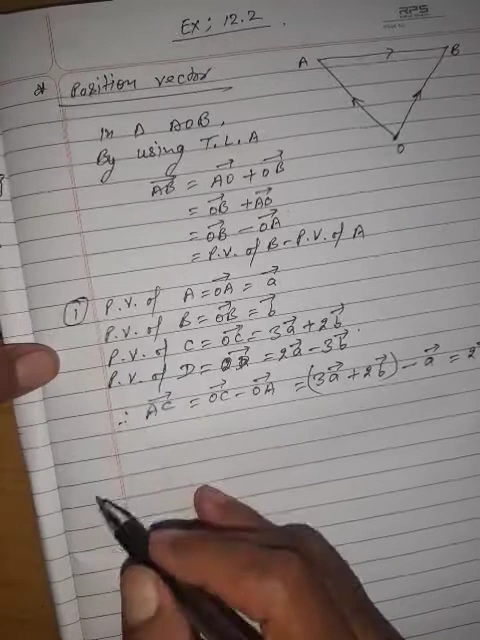 Ex: 12.2
RPS
* Position vector
A
B
O
In Δ AOB,
By using T.L.A
AB⃗ = AO⃗ + OB⃗
= OB⃗ + AO⃗
= OB⃗ - OA⃗
= P.V. of B - P.V. of A
① P.V. of A = OA⃗ = a⃗
P.V. of B = OB⃗ = b⃗
P.V. of C = OC⃗ = 3a⃗ + 2b⃗
P.V. of D = OD⃗ = 2a⃗ - 3b⃗.
∴ AC⃗ = OC⃗ - OA⃗ = (3a⃗ + 2b⃗) - a⃗ = 2